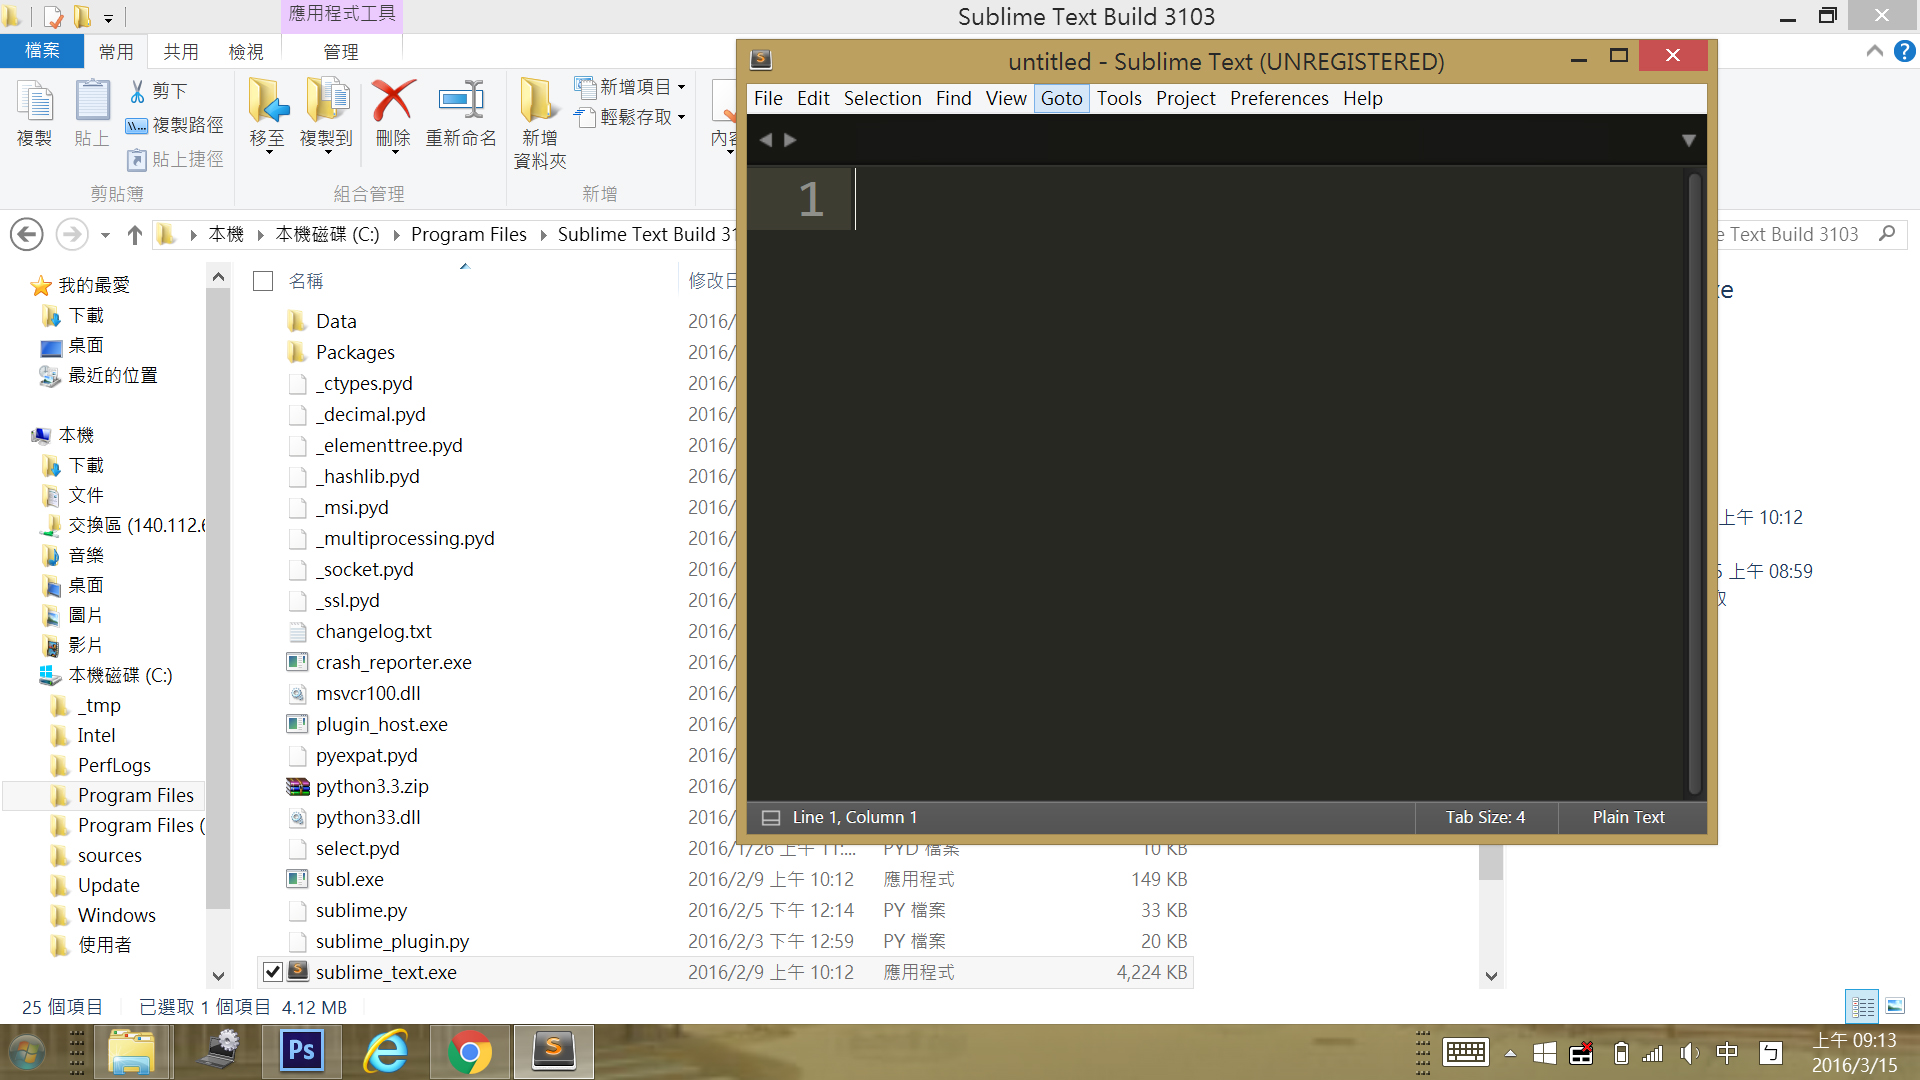 應用程式工具
Sublime Text Build 3103
檔案 常用 共用 檢視 管理
複製
貼上
剪下
複製路徑
貼上捷徑
剪貼簿
移至
複製到
刪除
重新命名
組合管理
新增
資料夾
新增項目
輕鬆存取
新增
內容
本機 本機磁碟 (C:) Program Files Sublime Text Build 31
e Text Build 3103
我的最愛
下載
桌面
最近的位置
本機
下載
文件
交換區 (140.112.6
音樂
桌面
圖片
影片
本機磁碟 (C:)
_tmp
Intel
PerfLogs
Program Files
Program Files (
sources
Update
Windows
使用者
名稱 修改日
Data 2016/
Packages 2016/
_ctypes.pyd 2016/
_decimal.pyd 2016/
_elementtree.pyd 2016/
_hashlib.pyd 2016/
_msi.pyd 2016/
_multiprocessing.pyd 2016/
_socket.pyd 2016/
_ssl.pyd 2016/
changelog.txt 2016/
crash_reporter.exe 2016/
msvcr100.dll 2016/
plugin_host.exe 2016/
pyexpat.pyd 2016/
python3.3.zip 2016/
python33.dll 2016/
select.pyd 2016/1/26 上午 11:... PYD 檔案 10 KB
subl.exe 2016/2/9 上午 10:12 應用程式 149 KB
sublime.py 2016/2/5 下午 12:14 PY 檔案 33 KB
sublime_plugin.py 2016/2/3 下午 12:59 PY 檔案 20 KB
sublime_text.exe 2016/2/9 上午 10:12 應用程式 4,224 KB
untitled - Sublime Text (UNREGISTERED)
File Edit Selection Find View Goto Tools Project Preferences Help
1
Line 1, Column 1 Tab Size: 4 Plain Text
上午 10:12
5 上午 08:59
25 個項目 已選取 1 個項目 4.12 MB
Ps
S
中 ㄅ
上午 09:13
2016/3/15